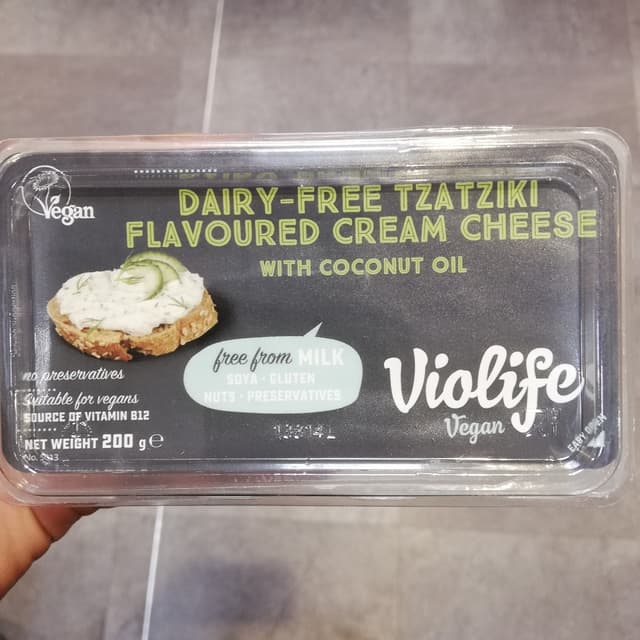 Vegan
DAIRY-FREE TZATZIKI
FLAVOURED CREAM CHEESE
WITH COCONUT OIL
free from MILK
SOYA • GLUTEN
NUTS • PRESERVATIVES
no preservatives
Suitable for vegans
SOURCE OF VITAMIN B12
NET WEIGHT 200 g ℮
Violife
Vegan
EASY OPEN